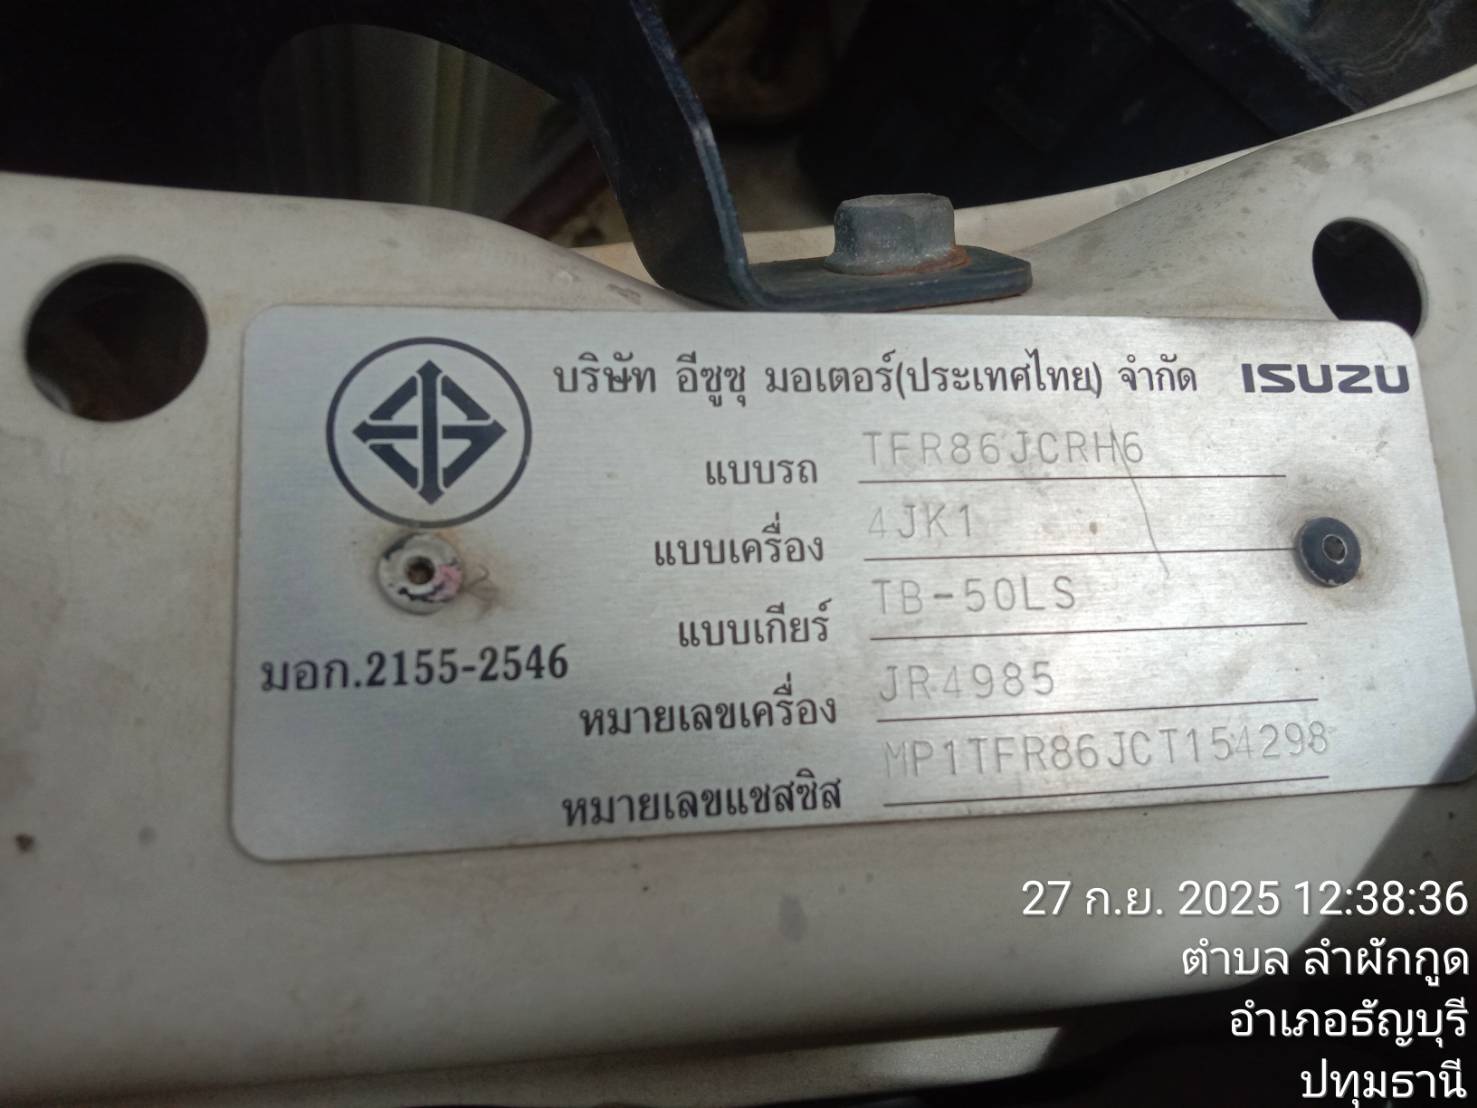 บริษัท อีซูซุ มอเตอร์(ประเทศไทย) จำกัด ISUZU
แบบรถ TFR86JCRH6
แบบเครื่อง 4JK1
แบบเกียร์ TB-50LS
มอก.2155-2546
หมายเลขเครื่อง JR4985
หมายเลขแชสซิส MP1TFR86JCT154298
27 ก.ย. 2025 12:38:36
ตำบล ลำผักกูด
อำเภอธัญบุรี
ปทุมธานี